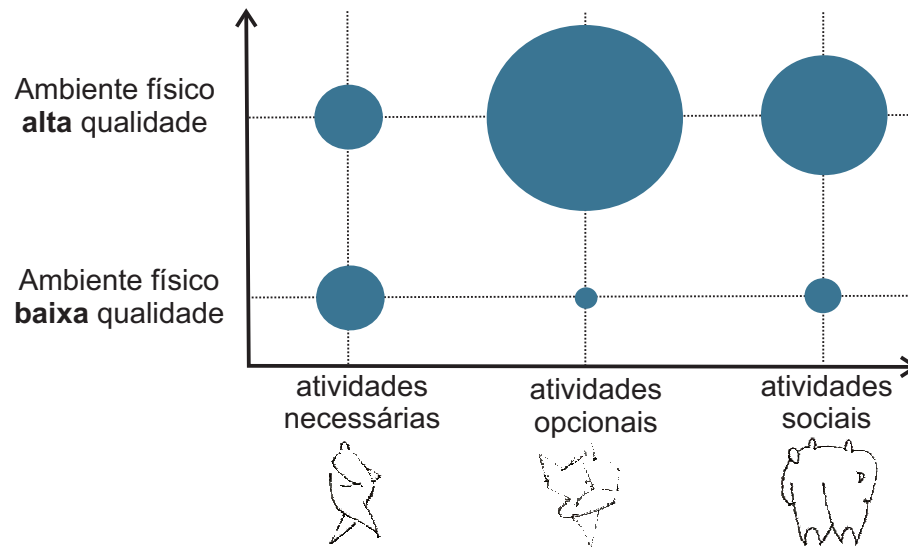 Ambiente físico
alta qualidade
Ambiente físico
baixa qualidade
atividades
necessárias
atividades
opcionais
atividades
sociais